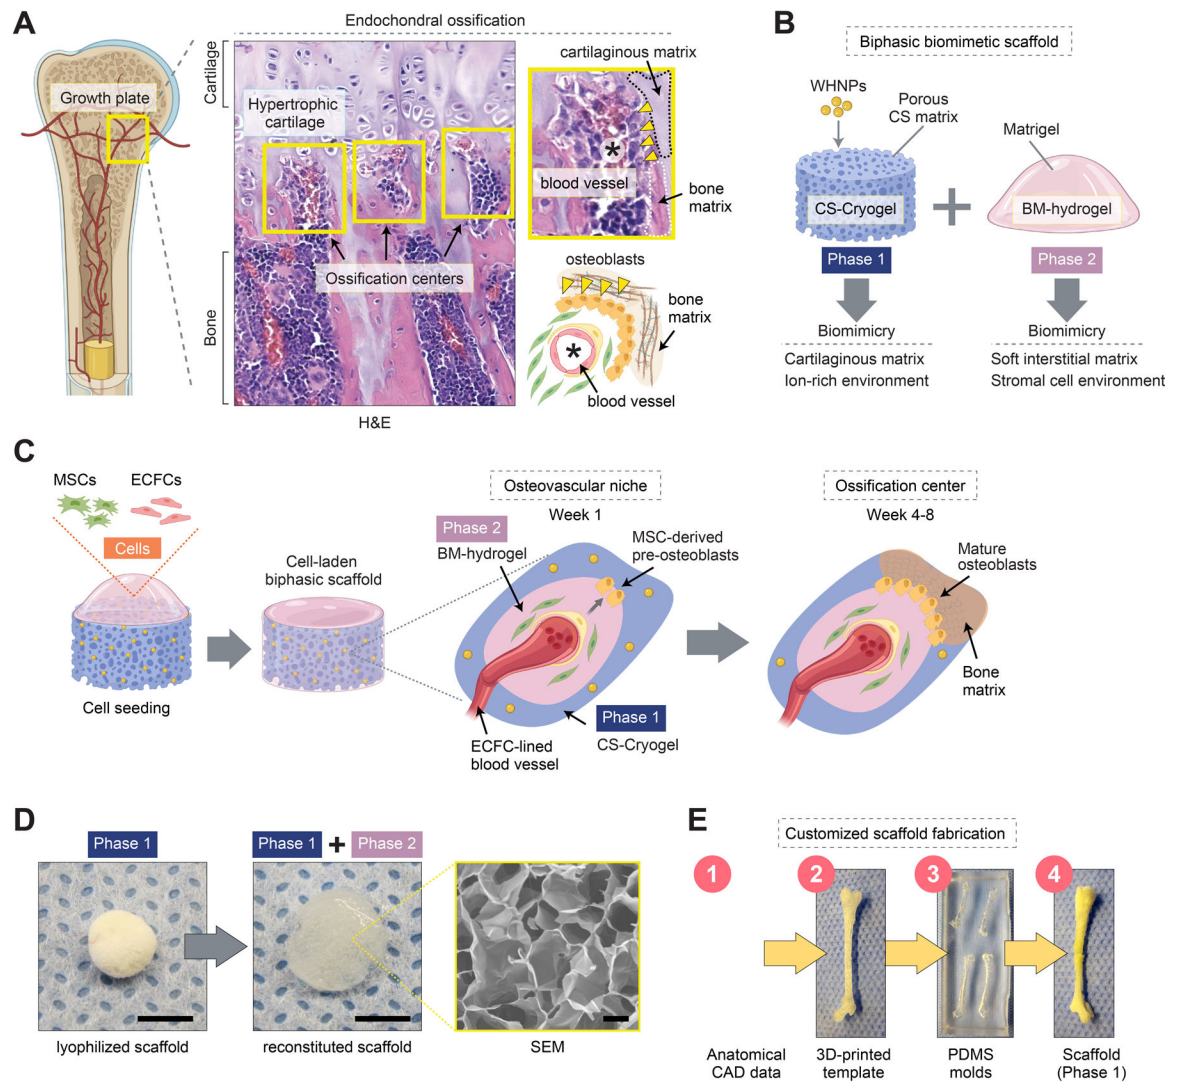 A
Endochondral ossification
Growth plate
Cartilage
Bone
Hypertrophic
cartilage
Ossification centers
H&E
cartilaginous matrix
*
blood vessel
bone
matrix
osteoblasts
bone
matrix
*
blood vessel
B
Biphasic biomimetic scaffold
WHNPs
Porous
CS matrix
Matrigel
CS-Cryogel
+
BM-hydrogel
Phase 1
Phase 2
Biomimicry
Biomimicry
Cartilaginous matrix
Ion-rich environment
Soft interstitial matrix
Stromal cell environment
C
MSCs
ECFCs
Cells
Cell seeding
Cell-laden
biphasic scaffold
Osteovascular niche
Week 1
Phase 2
BM-hydrogel
MSC-derived
pre-osteoblasts
ECFC-lined
blood vessel
Phase 1
CS-Cryogel
Ossification center
Week 4-8
Mature
osteoblasts
Bone
matrix
D
Phase 1
lyophilized scaffold
Phase 1 + Phase 2
reconstituted scaffold
SEM
E
Customized scaffold fabrication
1
2
3
4
Anatomical
CAD data
3D-printed
template
PDMS
molds
Scaffold
(Phase 1)